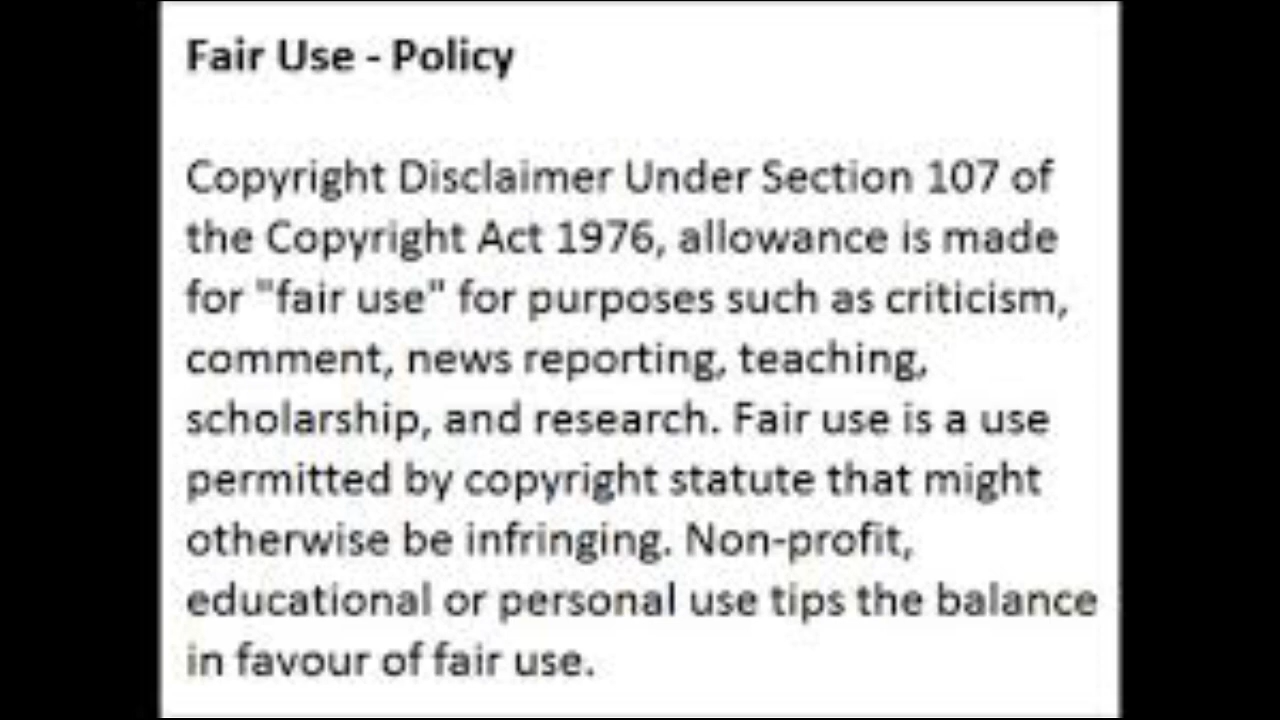 Fair Use - Policy
Copyright Disclaimer Under Section 107 of
the Copyright Act 1976, allowance is made
for "fair use" for purposes such as criticism,
comment, news reporting, teaching,
scholarship, and research. Fair use is a use
permitted by copyright statute that might
otherwise be infringing. Non-profit,
educational or personal use tips the balance
in favour of fair use.